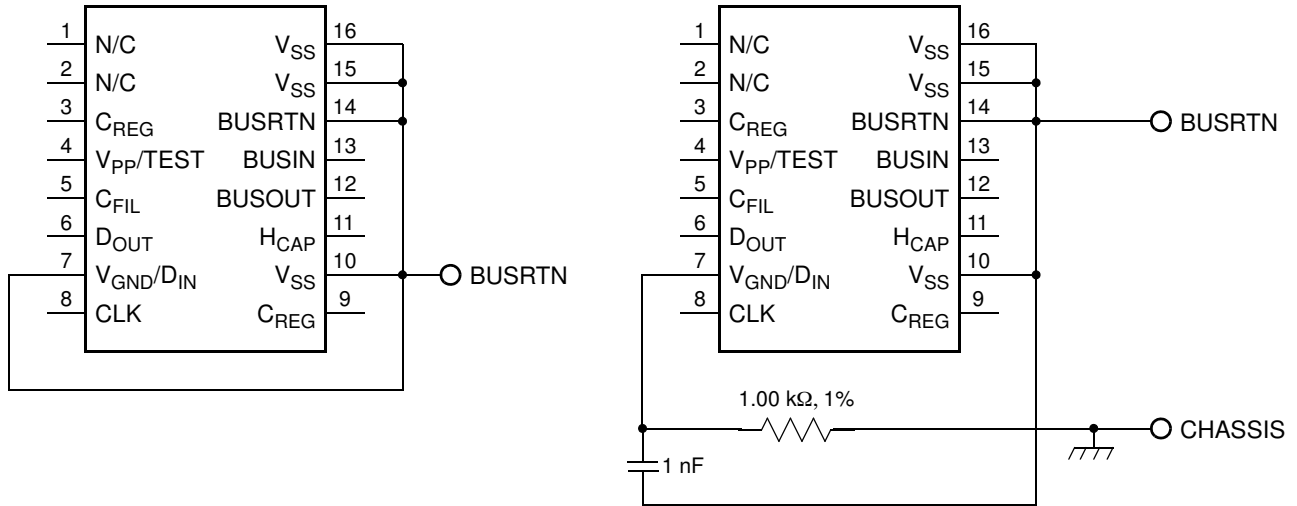 1 N/C VSS 16
2 N/C VSS 15
3 CREG BUSRTN 14
4 VPP/TEST BUSIN 13
5 CFIL BUSOUT 12
6 DOUT HCAP 11
7 VGND/DIN VSS 10
8 CLK CREG 9
BUSRTN
1 N/C VSS 16
2 N/C VSS 15
3 CREG BUSRTN 14
4 VPP/TEST BUSIN 13
5 CFIL BUSOUT 12
6 DOUT HCAP 11
7 VGND/DIN VSS 10
8 CLK CREG 9
BUSRTN
1.00 kΩ, 1%
CHASSIS
1 nF